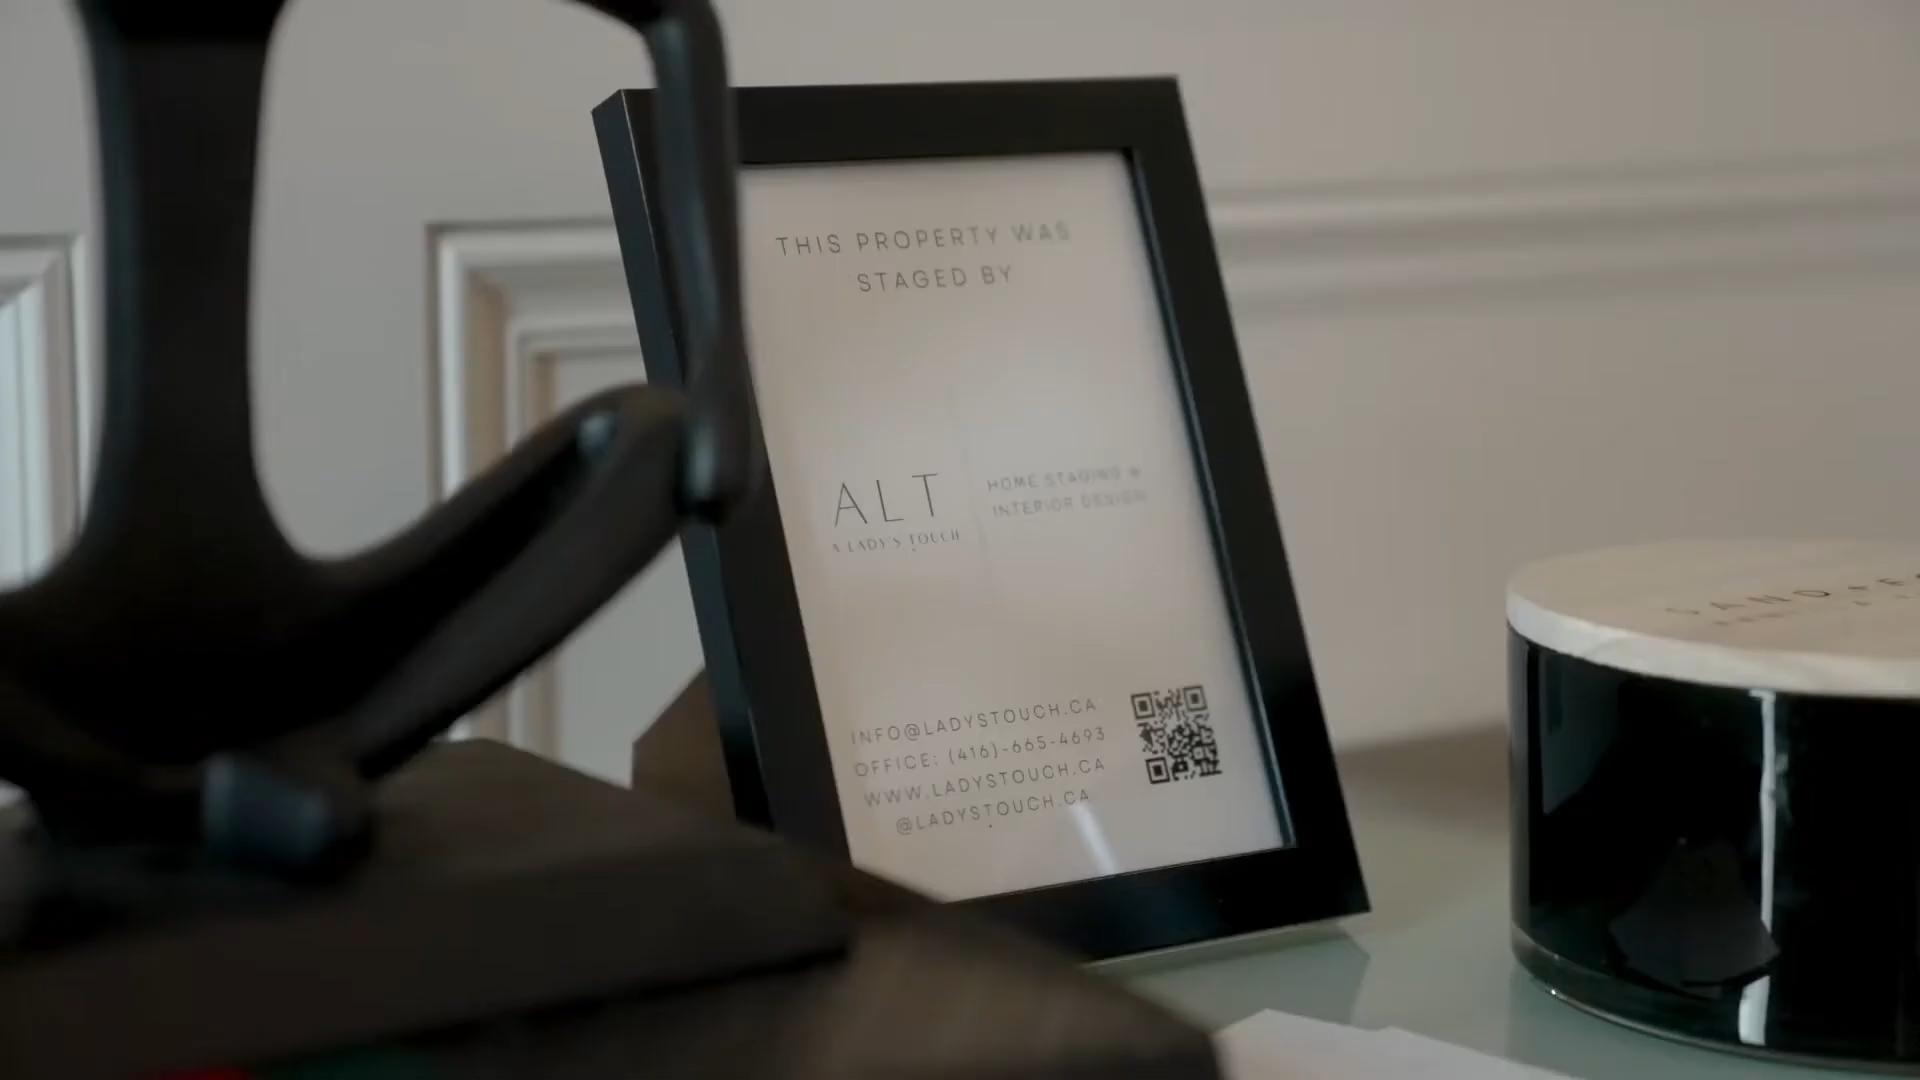 THIS PROPERTY WAS
STAGED BY
ALT
A LADY'S TOUCH
HOME STAGING &
INTERIOR DESIGN
INFO@LADYSTOUCH.CA
OFFICE: (416)-665-4693
WWW.LADYSTOUCH.CA
@LADYSTOUCH.CA
SAND +